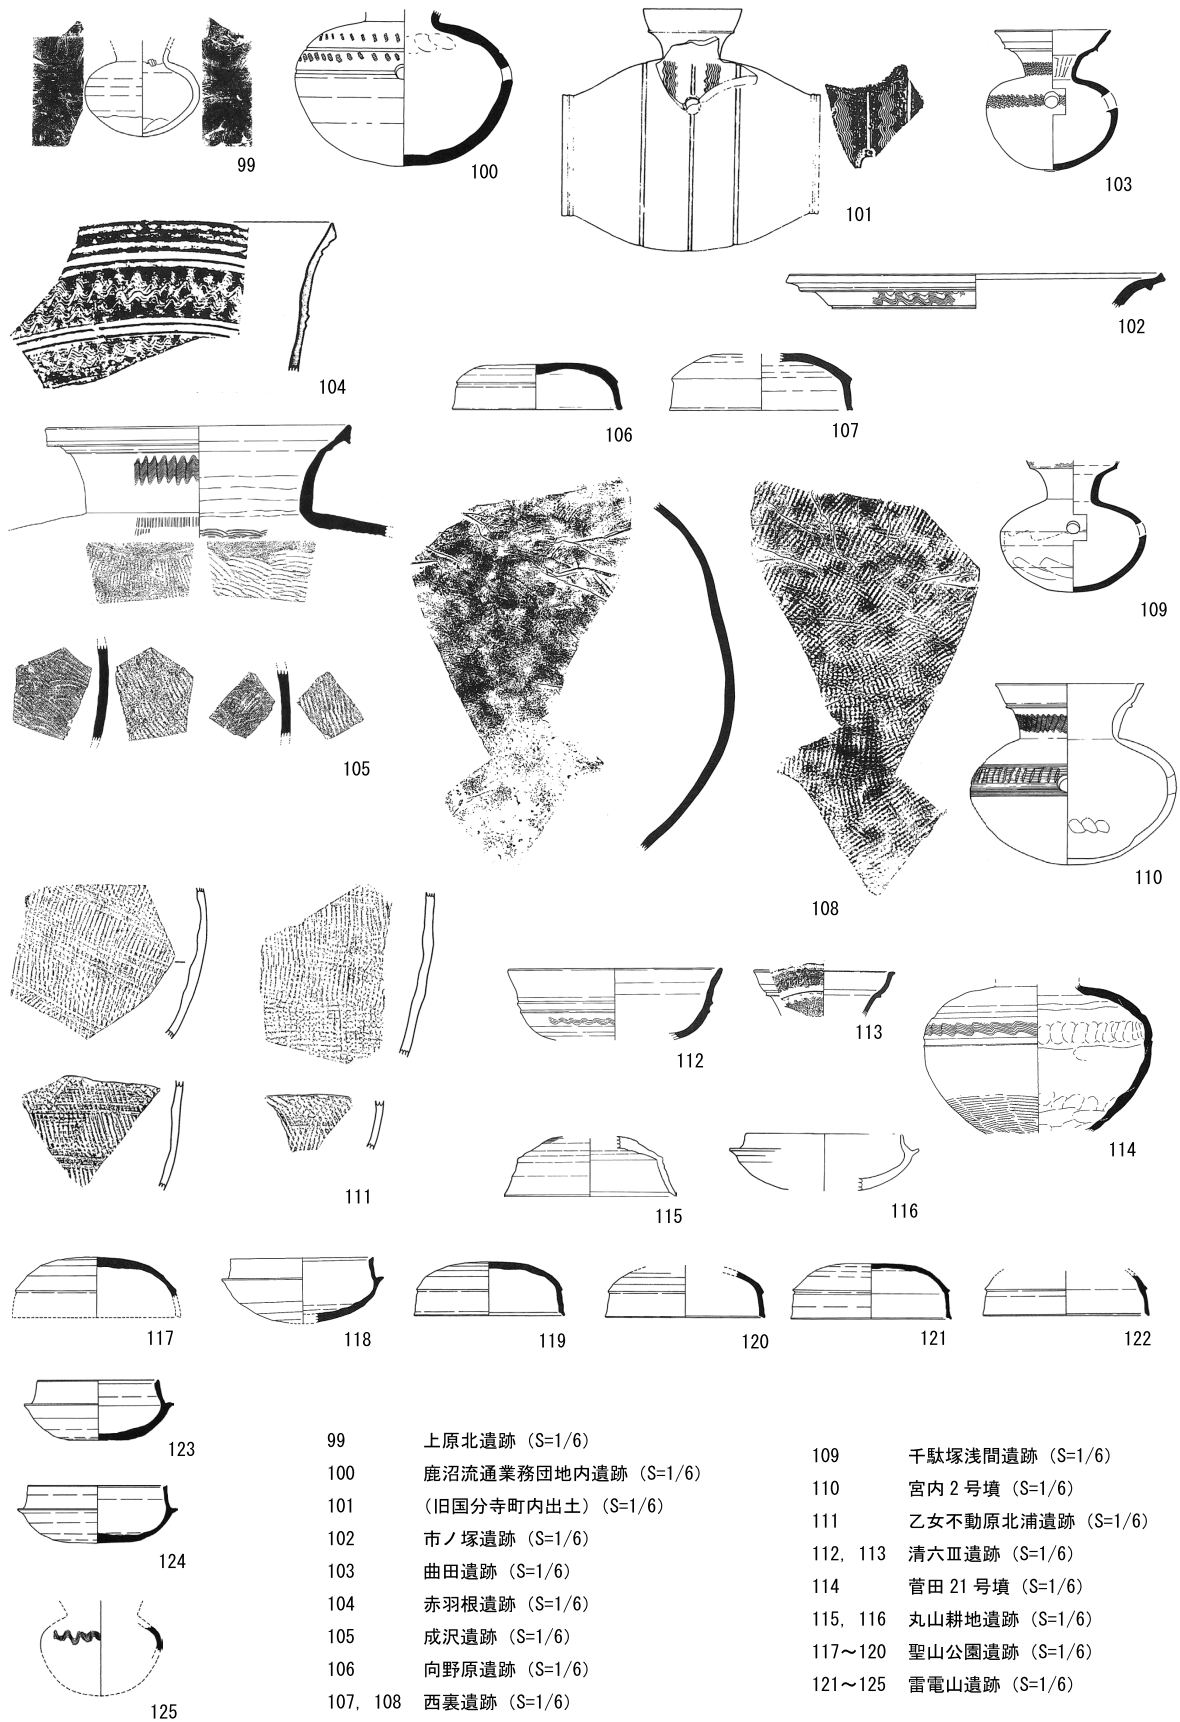 99
100
101
103
102
104
106
107
109
105
110
108
112
113
114
111
115
116
117
118
119
120
121
122
123
124
125
99 上原北遺跡（S=1/6）
100 鹿沼流通業務団地内遺跡（S=1/6）
101 （旧国分寺町内出土）（S=1/6）
102 市ノ塚遺跡（S=1/6）
103 曲田遺跡（S=1/6）
104 赤羽根遺跡（S=1/6）
105 成沢遺跡（S=1/6）
106 向野原遺跡（S=1/6）
107, 108 西裏遺跡（S=1/6）
109 千駄塚浅間遺跡（S=1/6）
110 宮内２号墳（S=1/6）
111 乙女不動原北浦遺跡（S=1/6）
112, 113 清六Ⅲ遺跡（S=1/6）
114 菅田 21 号墳（S=1/6）
115, 116 丸山耕地遺跡（S=1/6）
117～120 聖山公園遺跡（S=1/6）
121～125 雷電山遺跡（S=1/6）